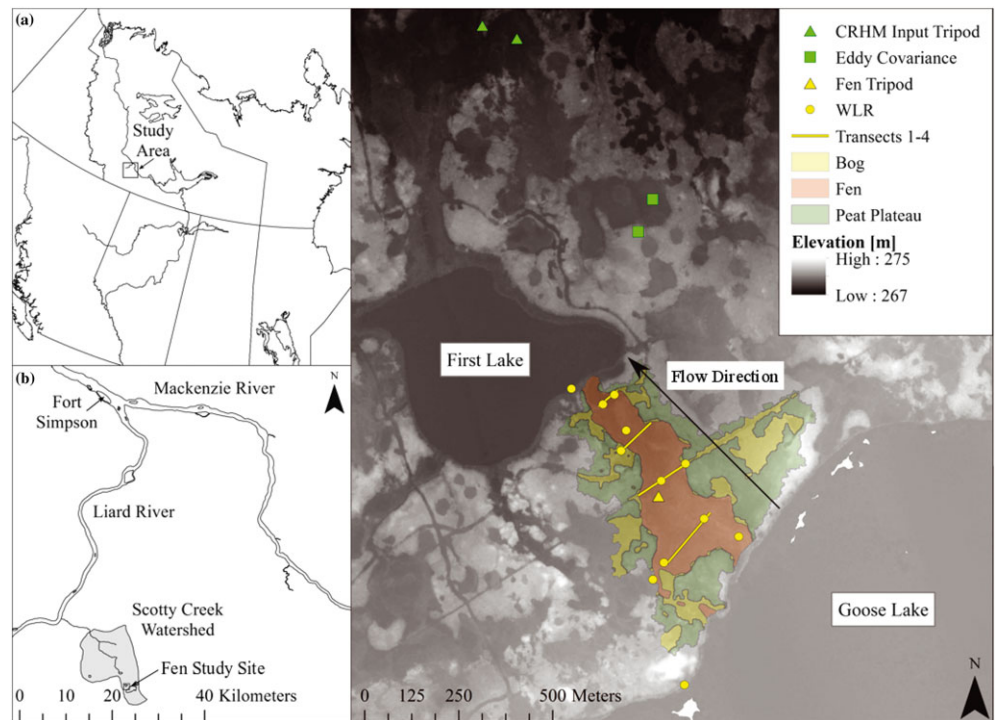 (a)
Study
Area
(b)
N
Mackenzie River
Fort
Simpson
Liard River
Scotty Creek
Watershed
Fen Study Site
0 10 20 40 Kilometers
CRHM Input Tripod
Eddy Covariance
Fen Tripod
WLR
Transects 1-4
Bog
Fen
Peat Plateau
Elevation [m]
High : 275
Low : 267
First Lake
Flow Direction
Goose Lake
N
0 125 250 500 Meters